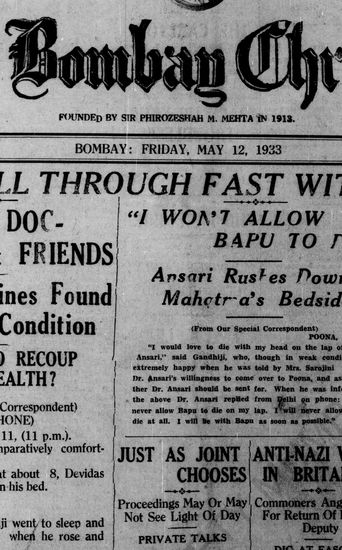 Bombay Chr
FOUNDED BY SIR PHIROZESHAH M. MEHTA IN 1913.
BOMBAY: FRIDAY, MAY 12, 1933
LL THROUGH FAST WIT
DOC-
FRIENDS
ines Found
Condition
O RECOUP
EALTH?
Correspondent)
HONE)
11, (11 p.m.).
mparatively comfort-
at about 8, Devidas
n his bed.
ji went to sleep and
when he rose and
"I WON'T ALLOW
BAPU TO
Ansari Rushes Down
Mahatma's Bedsid
(From Our Special Correspondent)
POONA,
"I would love to die with my head on the lap of
Ansari," said Gandhiji, who, though in weak condi
extremely happy when he was told by Mrs. Sarojini
Dr. Ansari's willingness to come over to Poona, and as
ther Dr. Ansari should be sent for. When he was inf
the above Dr. Ansari replied from Delhi on phone:
never allow Bapu to die on my lap. I will never allow
die at all. I will be with Bapu as soon as possible."
JUST AS JOINT
CHOOSES
Proceedings May Or May
Not See Light Of Day
PRIVATE TALKS
ANTI-NAZI
IN BRITA
Commoners Ang
For Return Of
Deputy